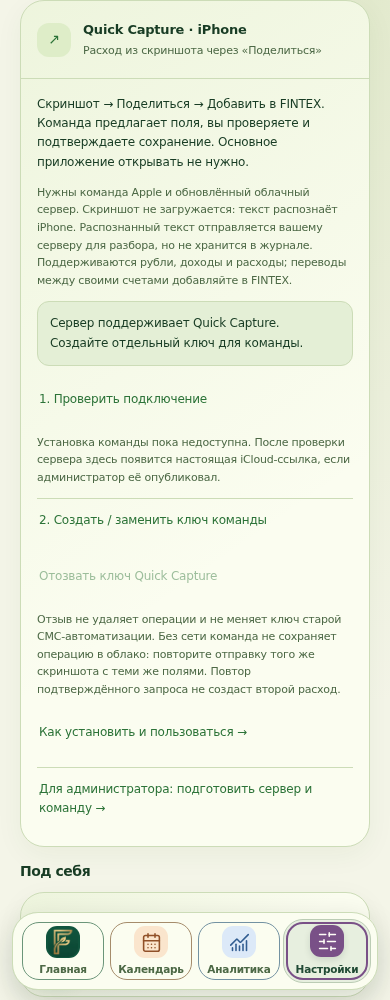 ↗
Quick Capture · iPhone
Расход из скриншота через «Поделиться»
Скриншот → Поделиться → Добавить в FINTEX.
Команда предлагает поля, вы проверяете и
подтверждаете сохранение. Основное
приложение открывать не нужно.
Нужны команда Apple и обновлённый облачный
сервер. Скриншот не загружается: текст распознаёт
iPhone. Распознанный текст отправляется вашему
серверу для разбора, но не хранится в журнале.
Поддерживаются рубли, доходы и расходы; переводы
между своими счетами добавляйте в FINTEX.
Сервер поддерживает Quick Capture.
Создайте отдельный ключ для команды.
1. Проверить подключение
Установка команды пока недоступна. После проверки
сервера здесь появится настоящая iCloud-ссылка, если
администратор её опубликовал.
2. Создать / заменить ключ команды
Отозвать ключ Quick Capture
Отзыв не удаляет операции и не меняет ключ старой
СМС-автоматизации. Без сети команда не сохраняет
операцию в облако: повторите отправку того же
скриншота с теми же полями. Повтор
подтверждённого запроса не создаст второй расход.
Как установить и пользоваться →
Для администратора: подготовить сервер и
команду →
Под себя
Главная
Календарь
Аналитика
Настройки